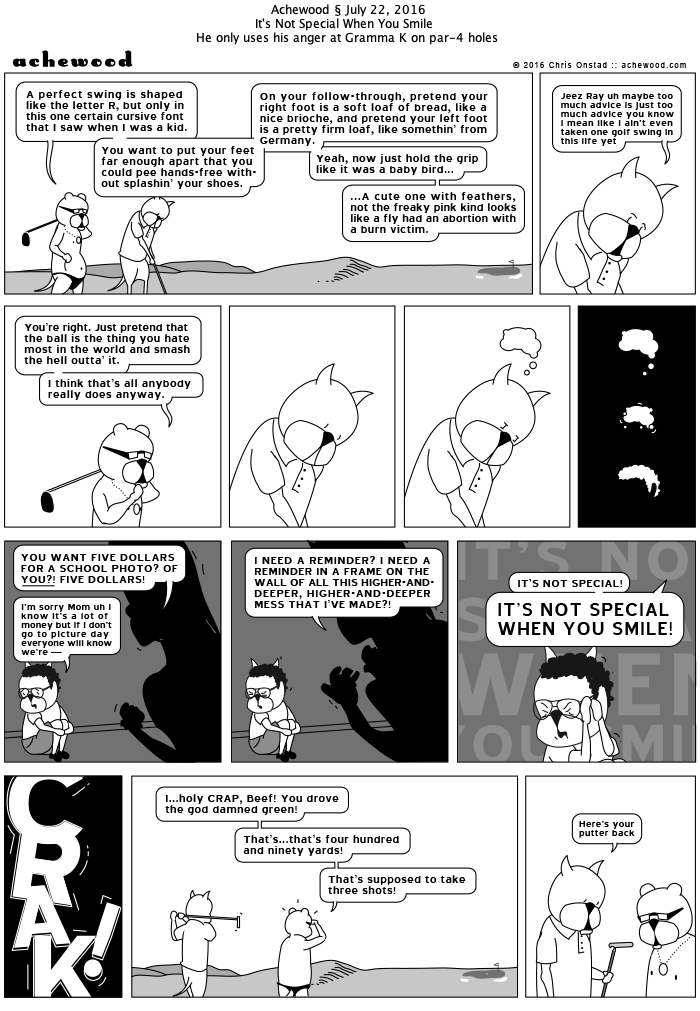 Achewood § July 22, 2016
It's Not Special When You Smile
He only uses his anger at Gramma K on par-4 holes
achewood
© 2016 Chris Onstad :: achewood.com
A perfect swing is shaped
like the letter R, but only in
this one certain cursive font
that I saw when I was a kid.
You want to put your feet
far enough apart that you
could pee hands-free with-
out splashin' your shoes.
On your follow-through, pretend your
right foot is a soft loaf of bread, like a
nice brioche, and pretend your left foot
is a pretty firm loaf, like somethin' from
Germany.
Yeah, now just hold the grip
like it was a baby bird...
...A cute one with feathers,
not the freaky pink kind looks
like a fly had an abortion with
a burn victim.
Jeez Ray uh maybe too
much advice is just too
much advice you know
I mean like I ain't even
taken one golf swing in
this life yet
You're right. Just pretend that
the ball is the thing you hate
most in the world and smash
the hell outta' it.
I think that's all anybody
really does anyway.
YOU WANT FIVE DOLLARS
FOR A SCHOOL PHOTO? OF
YOU?! FIVE DOLLARS!
I'm sorry Mom uh I
know it's a lot of
money but if I don't
go to picture day
everyone will know
we're —
I NEED A REMINDER? I NEED A
REMINDER IN A FRAME ON THE
WALL OF ALL THIS HIGHER-AND-
DEEPER, HIGHER-AND-DEEPER
MESS THAT I'VE MADE?!
IT'S NO
S
WHEN
YOU SMI
IT'S NOT SPECIAL!
IT'S NOT SPECIAL
WHEN YOU SMILE!
CRAK!
I...holy CRAP, Beef! You drove
the god damned green!
That's...that's four hundred
and ninety yards!
That's supposed to take
three shots!
Here's your
putter back